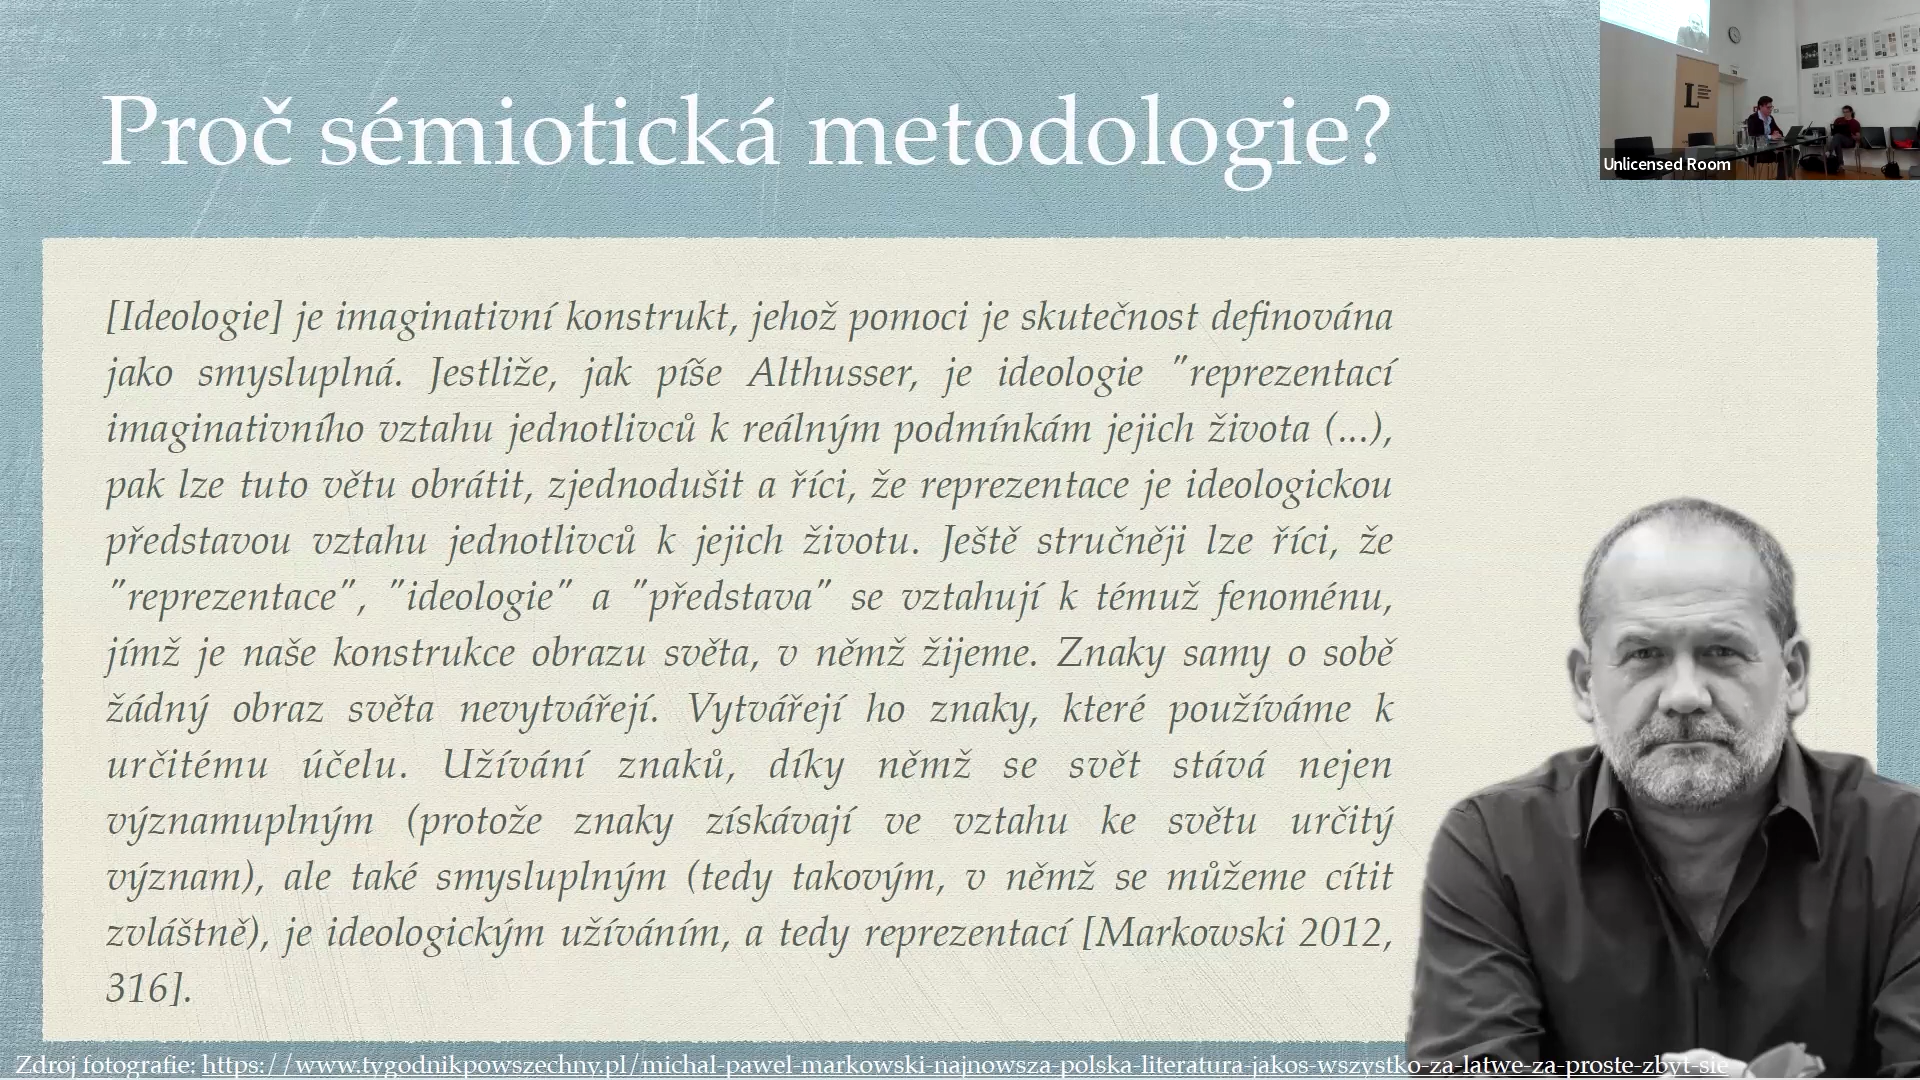 Proč sémiotická metodologie?
Unlicensed Room
[Ideologie] je imaginativní konstrukt, jehož pomoci je skutečnost definována
jako smysluplná. Jestliže, jak píše Althusser, je ideologie "reprezentací
imaginativního vztahu jednotlivců k reálným podmínkám jejich života (...),
pak lze tuto větu obrátit, zjednodušit a říci, že reprezentace je ideologickou
představou vztahu jednotlivců k jejich životu. Ještě stručněji lze říci, že
"reprezentace", "ideologie" a "představa" se vztahují k témuž fenoménu,
jímž je naše konstrukce obrazu světa, v němž žijeme. Znaky samy o sobě
žádný obraz světa nevytvářejí. Vytvářejí ho znaky, které používáme k
určitému účelu. Užívání znaků, díky němž se svět stává nejen
významuplným (protože znaky získávají ve vztahu ke světu určitý
význam), ale také smysluplným (tedy takovým, v němž se můžeme cítit
zvláštně), je ideologickým užíváním, a tedy reprezentací [Markowski 2012,
316].
Zdroj fotografie: https://www.tygodnikpowszechny.pl/michal-pawel-markowski-najnowsza-polska-literatura-jakos-wszystko-za-latwe-za-proste-zbyt-sie